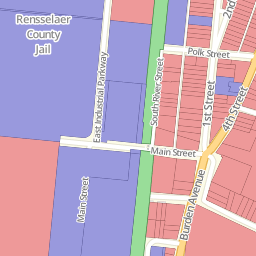 Rensselaer
County
Jail
2nd
Polk Street
East Industrial Parkway
South River Street
1st Street
4th Street
Main Street
Main Street
Burden Avenue